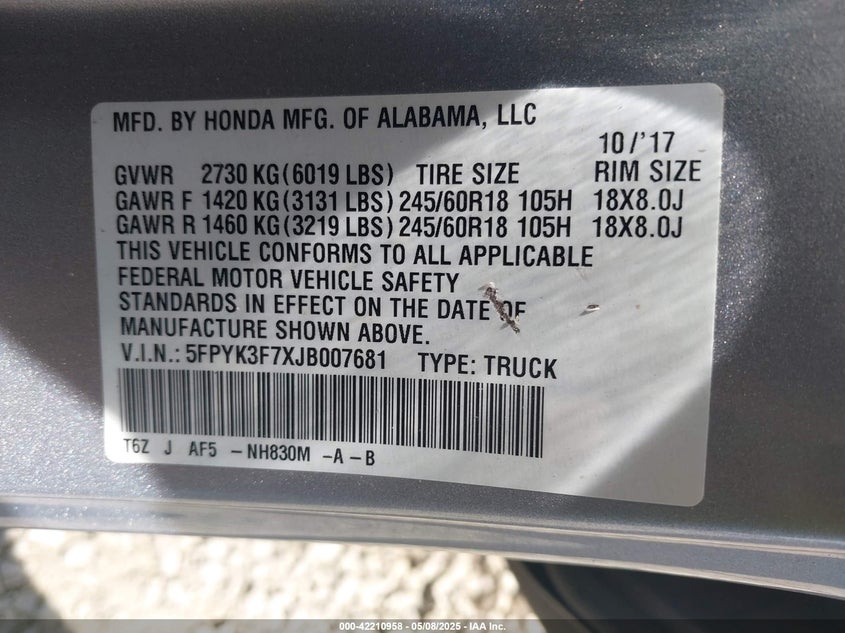 MFD. BY HONDA MFG. OF ALABAMA, LLC
10/'17
GVWR 2730 KG(6019 LBS) TIRE SIZE RIM SIZE
GAWR F 1420 KG(3131 LBS) 245/60R18 105H 18X8.0J
GAWR R 1460 KG(3219 LBS) 245/60R18 105H 18X8.0J
THIS VEHICLE CONFORMS TO ALL APPLICABLE
FEDERAL MOTOR VEHICLE SAFETY
STANDARDS IN EFFECT ON THE DATE OF
MANUFACTURE SHOWN ABOVE.
V.I.N.: 5FPYK3F7XJB007681 TYPE: TRUCK
T6Z J AF5 -NH830M -A-B
000-42210958 - 05/08/2025 - IAA Inc.